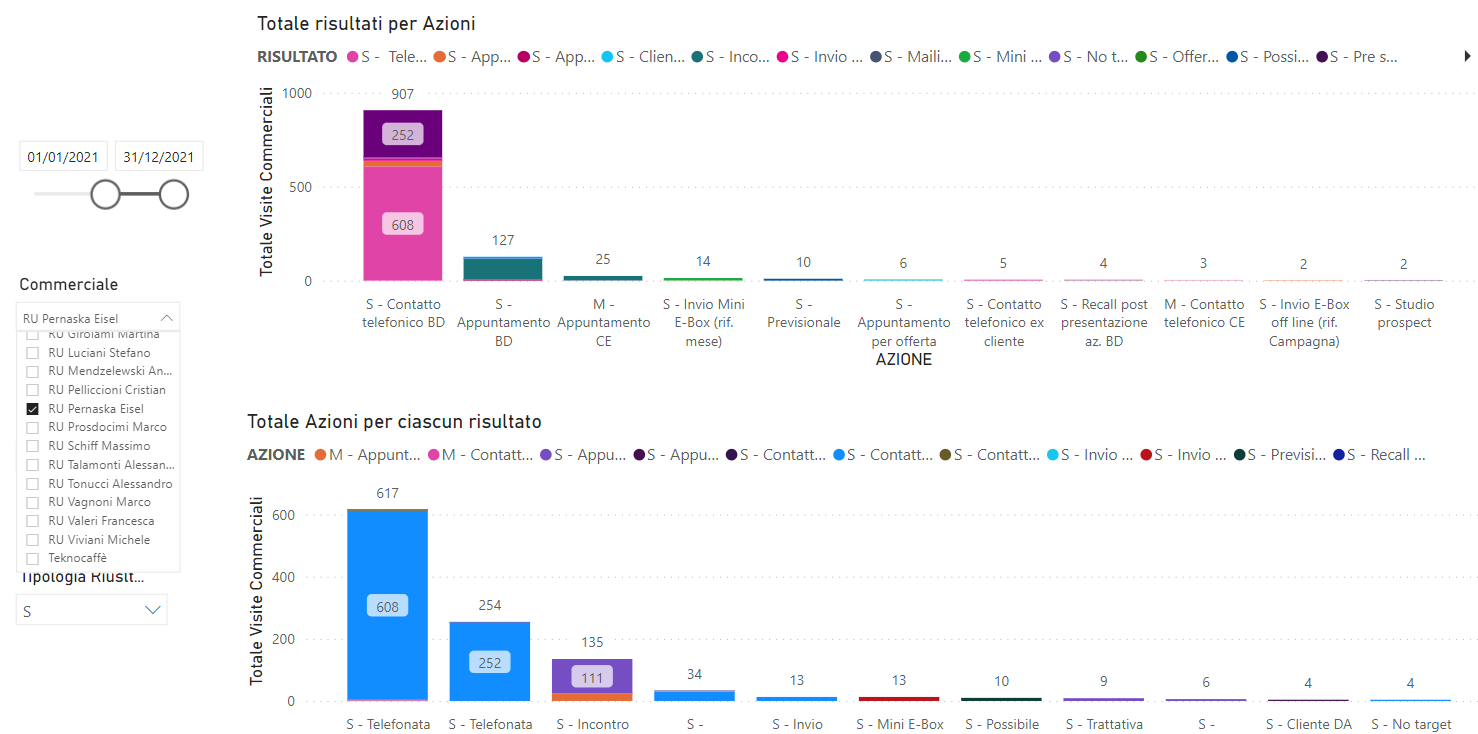 Totale risultati per Azioni
RISULTATO S - Tele... S - App... S - App... S - Clien... S - Inco... S - Invio ... S - Maili... S - Mini ... S - No t... S - Offer... S - Possi... S - Pre s...
Totale Visite Commerciali
1000
500
0
907
252
608
127
25
14
10
6
5
4
3
2
2
S - Contatto telefonico BD
S - Appuntamento BD
M - Appuntamento CE
S - Invio Mini E-Box (rif. mese)
S - Previsionale
S - Appuntamento per offerta
S - Contatto telefonico ex cliente
S - Recall post presentazione az. BD
M - Contatto telefonico CE
S - Invio E-Box off line (rif. Campagna)
S - Studio prospect
AZIONE
01/01/2021 31/12/2021
Commerciale
RU Pernaska Eisel
RU Girolami Martina
RU Luciani Stefano
RU Mendzelewski An...
RU Pelliccioni Cristian
RU Pernaska Eisel
RU Prosdocimi Marco
RU Schiff Massimo
RU Talamonti Alessan...
RU Tonucci Alessandro
RU Vagnoni Marco
RU Valeri Francesca
RU Viviani Michele
Teknocaffè
Tipologia Riuslt...
S
Totale Azioni per ciascun risultato
AZIONE M - Appunt... M - Contatt... S - Appu... S - Appu... S - Contatt... S - Contatt... S - Contatt... S - Invio ... S - Invio ... S - Previsi... S - Recall ...
Totale Visite Commerciali
600
400
200
0
617
608
254
252
135
111
34
13
13
10
9
6
4
4
S - Telefonata
S - Telefonata
S - Incontro
S -
S - Invio
S - Mini E-Box
S - Possibile
S - Trattativa
S -
S - Cliente DA
S - No target